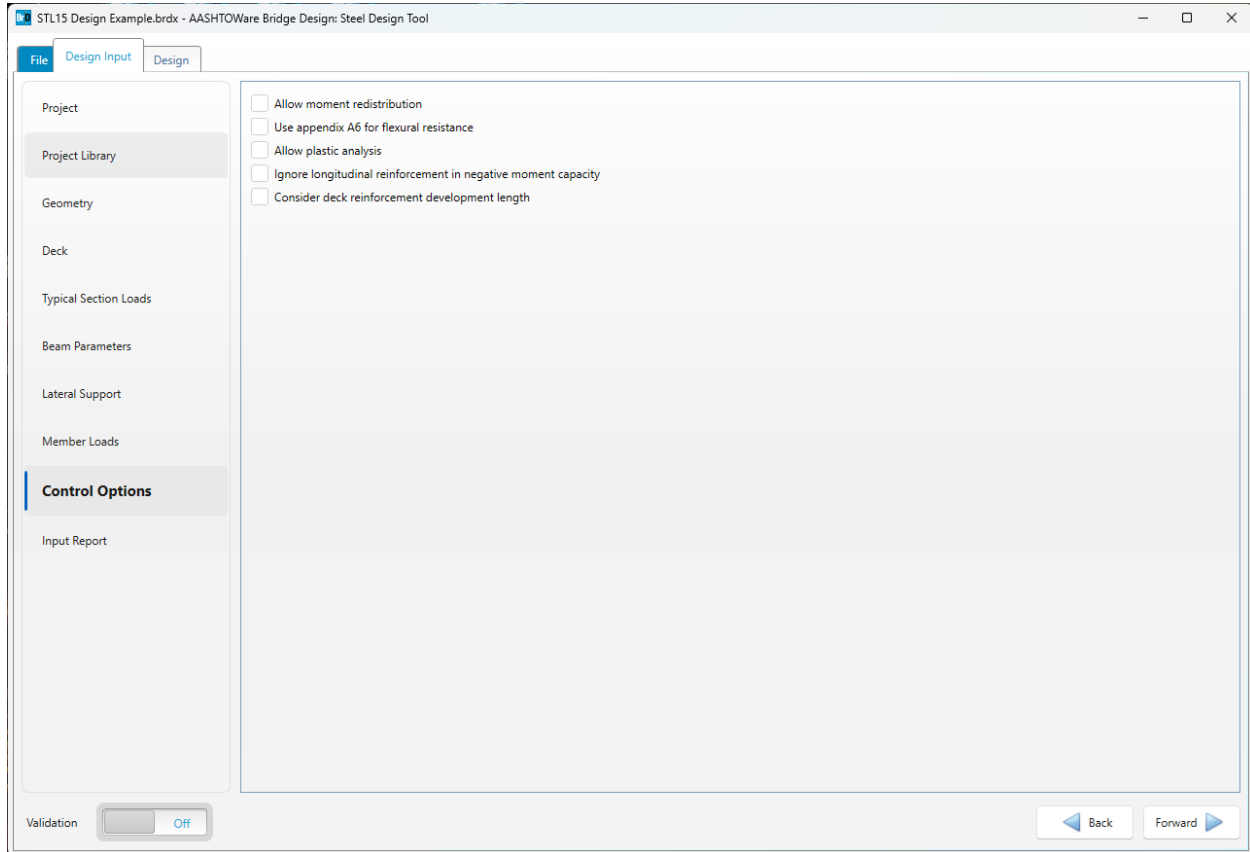 BrD STL15 Design Example.brdx - AASHTOWare Bridge Design: Steel Design Tool
File Design Input Design
Project
Project Library
Geometry
Deck
Typical Section Loads
Beam Parameters
Lateral Support
Member Loads
Control Options
Input Report
Allow moment redistribution
Use appendix A6 for flexural resistance
Allow plastic analysis
Ignore longitudinal reinforcement in negative moment capacity
Consider deck reinforcement development length
Validation Off Back Forward